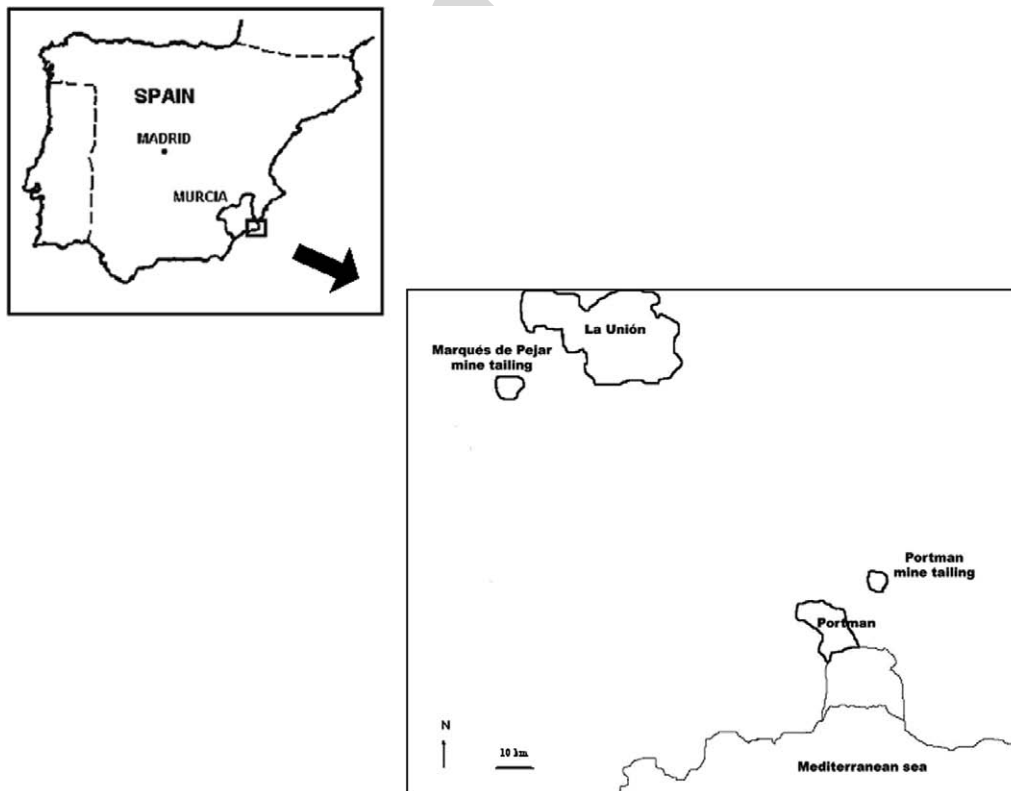 SPAIN
MADRID
MURCIA
La Unión
Marqués de Pejar
mine tailing
Portman
mine tailing
Portman
N
10 km
Mediterranean sea